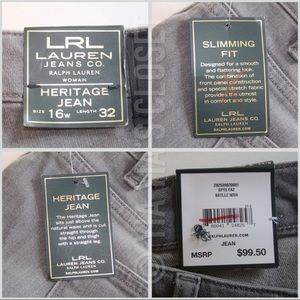 LRL
LAUREN
JEANS CO.
RALPH LAUREN
WOMAN
HERITAGE
JEAN
SIZE 16W LENGTH 32
SLIMMING
FIT
Designed for a smooth
and flattering look.
The combination of
front panel construction
and special stretch fabric
provides the utmost
in comfort and style.
LRL
LAUREN JEANS CO.
RALPH LAUREN
RALPHLAUREN.COM
HERITAGE
JEAN
The Heritage Jean
sits just above the
natural waist and is cut
straight through the
hip and thigh
with a straight leg.
LRL
LAUREN JEANS CO.
RALPH LAUREN
RALPHLAUREN.COM
WASH
RALPHLAUREN.COM
JEAN
MSRP $99.50